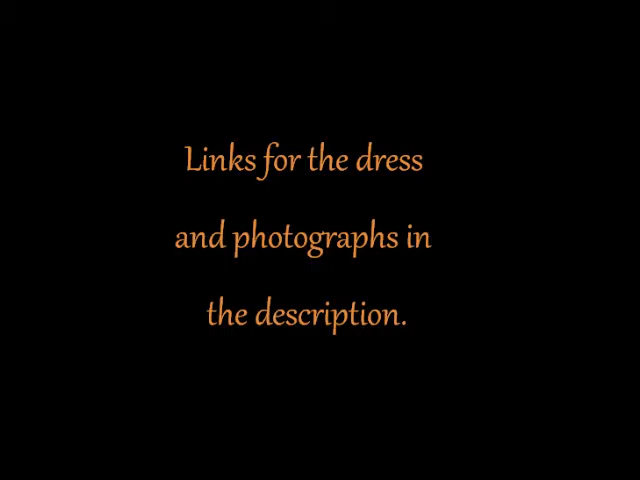 Links for the dress
and photographs in
the description.